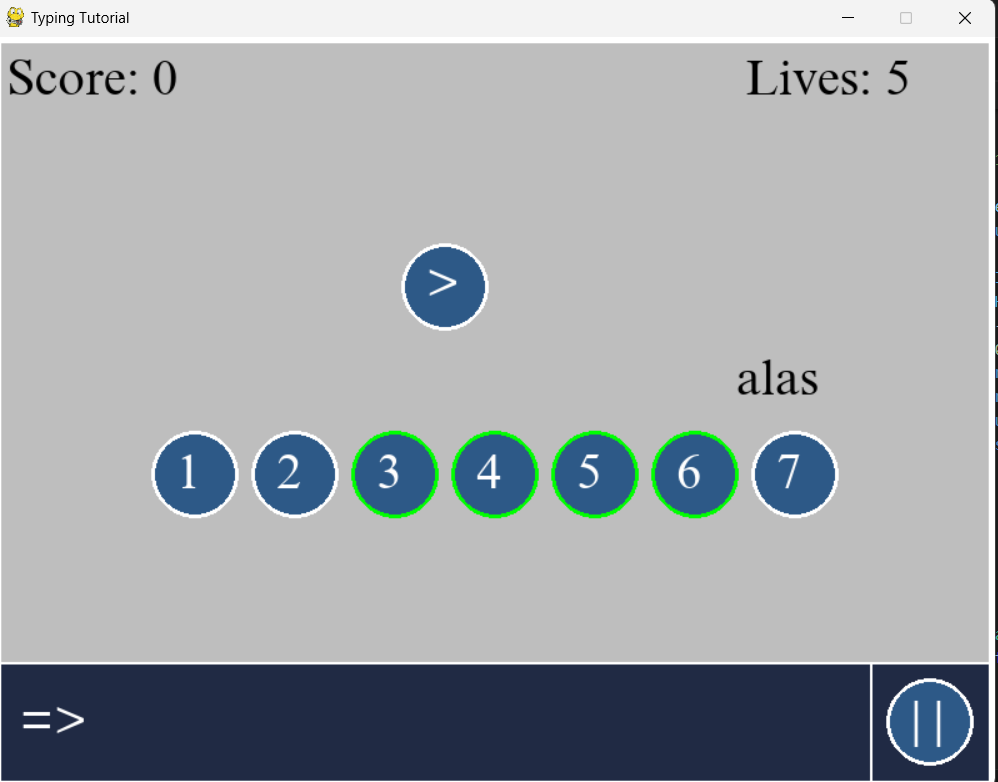 Typing Tutorial
Score: 0 Lives: 5
>
alas
1 2 3 4 5 6 7
=> ||